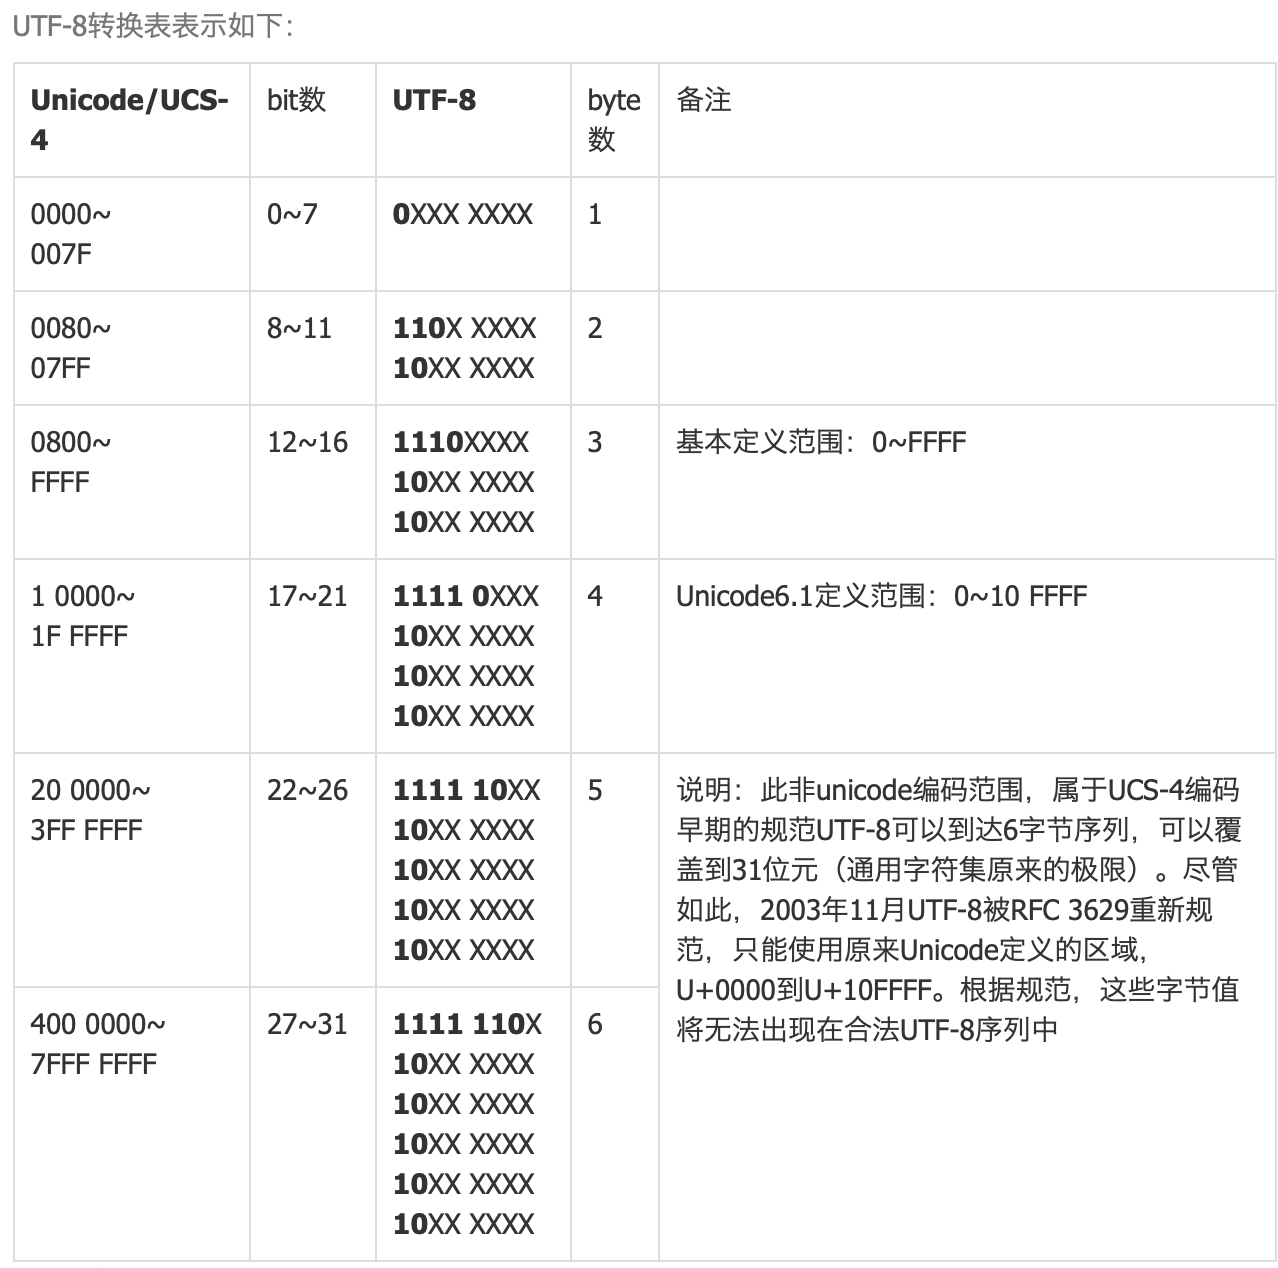 UTF-8转换表表示如下：
Unicode/UCS-
4
bit数
UTF-8
byte
数
备注
0000~
007F
0~7
0XXX XXXX
1
0080~
07FF
8~11
110X XXXX
10XX XXXX
2
0800~
FFFF
12~16
1110XXXX
10XX XXXX
10XX XXXX
3
基本定义范围：0~FFFF
1 0000~
1F FFFF
17~21
1111 0XXX
10XX XXXX
10XX XXXX
10XX XXXX
4
Unicode6.1定义范围：0~10 FFFF
20 0000~
3FF FFFF
22~26
1111 10XX
10XX XXXX
10XX XXXX
10XX XXXX
10XX XXXX
5
说明：此非unicode编码范围，属于UCS-4编码
早期的规范UTF-8可以到达6字节序列，可以覆
盖到31位元（通用字符集原来的极限）。尽管
如此，2003年11月UTF-8被RFC 3629重新规
范，只能使用原来Unicode定义的区域，
U+0000到U+10FFFF。根据规范，这些字节值
将无法出现在合法UTF-8序列中
400 0000~
7FFF FFFF
27~31
1111 110X
10XX XXXX
10XX XXXX
10XX XXXX
10XX XXXX
10XX XXXX
6